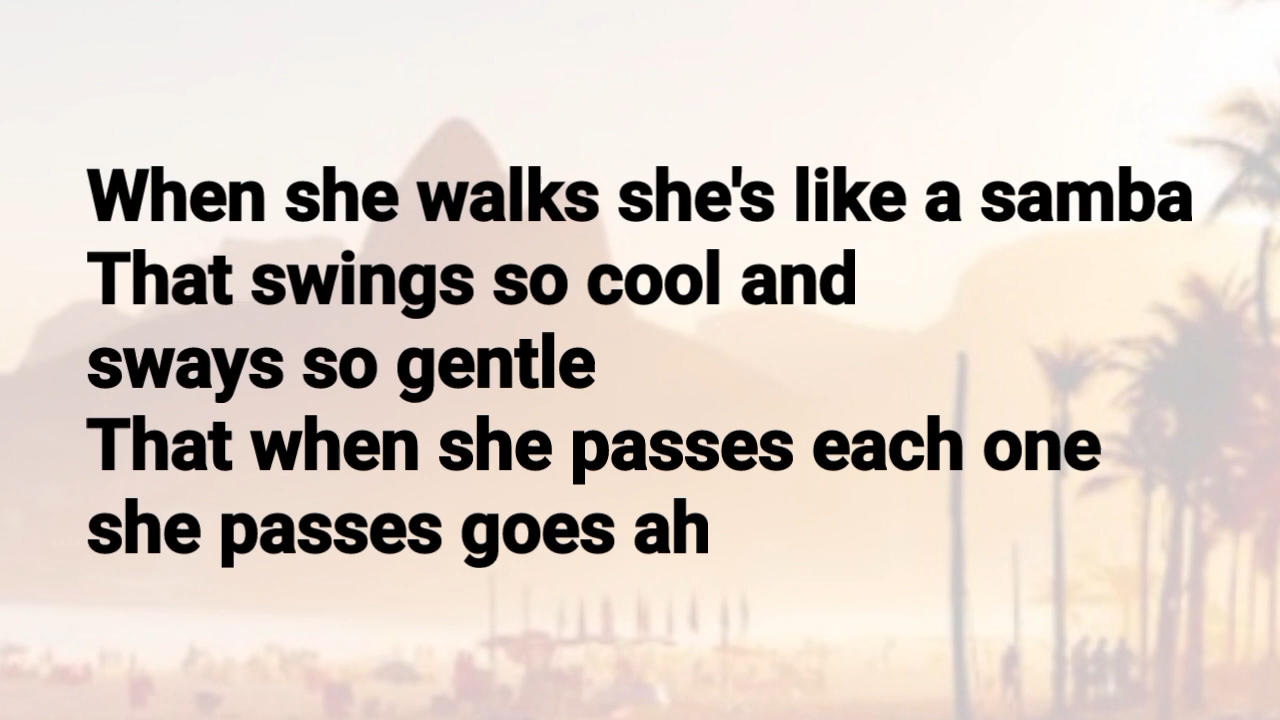 When she walks she's like a samba
That swings so cool and
sways so gentle
That when she passes each one
she passes goes ah